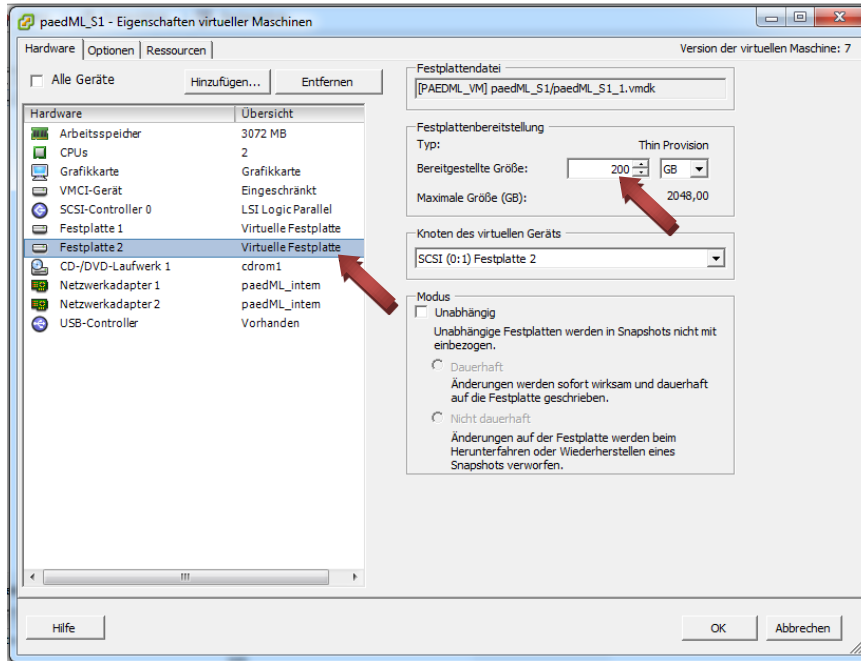 paedML_S1 - Eigenschaften virtueller Maschinen
Hardware Optionen Ressourcen
Version der virtuellen Maschine: 7
Alle Geräte
Hinzufügen... Entfernen
Hardware Übersicht
Arbeitsspeicher 3072 MB
CPUs 2
Grafikkarte Grafikkarte
VMCI-Gerät Eingeschränkt
SCSI-Controller 0 LSI Logic Parallel
Festplatte 1 Virtuelle Festplatte
Festplatte 2 Virtuelle Festplatte
CD-/DVD-Laufwerk 1 cdrom1
Netzwerkadapter 1 paedML_intern
Netzwerkadapter 2 paedML_intern
USB-Controller Vorhanden
Festplattendatei
[PAEDML_VM] paedML_S1/paedML_S1_1.vmdk
Festplattenbereitstellung
Typ: Thin Provision
Bereitgestellte Größe: 200 GB
Maximale Größe (GB): 2048,00
Knoten des virtuellen Geräts
SCSI (0:1) Festplatte 2
Modus
Unabhängig
Unabhängige Festplatten werden in Snapshots nicht mit
einbezogen.
Dauerhaft
Änderungen werden sofort wirksam und dauerhaft
auf die Festplatte geschrieben.
Nicht dauerhaft
Änderungen auf der Festplatte werden beim
Herunterfahren oder Wiederherstellen eines
Snapshots verworfen.
Hilfe
OK Abbrechen